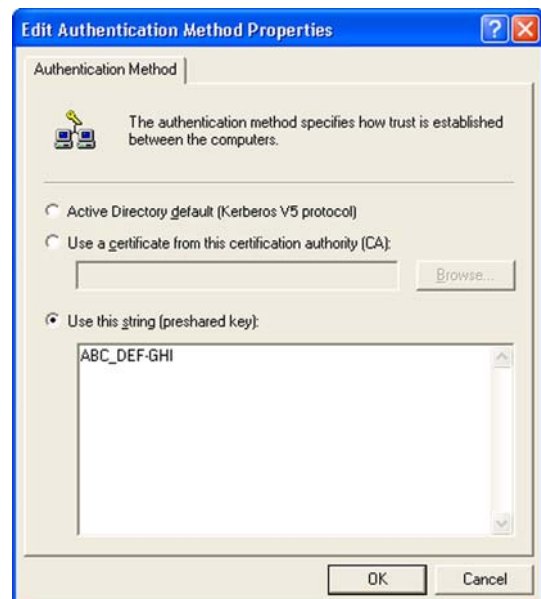 Edit Authentication Method Properties
Authentication Method
The authentication method specifies how trust is established
between the computers.
Active Directory default (Kerberos V5 protocol)
Use a certificate from this certification authority (CA):
Browse...
Use this string (preshared key):
ABC_DEF-GHI
OK Cancel